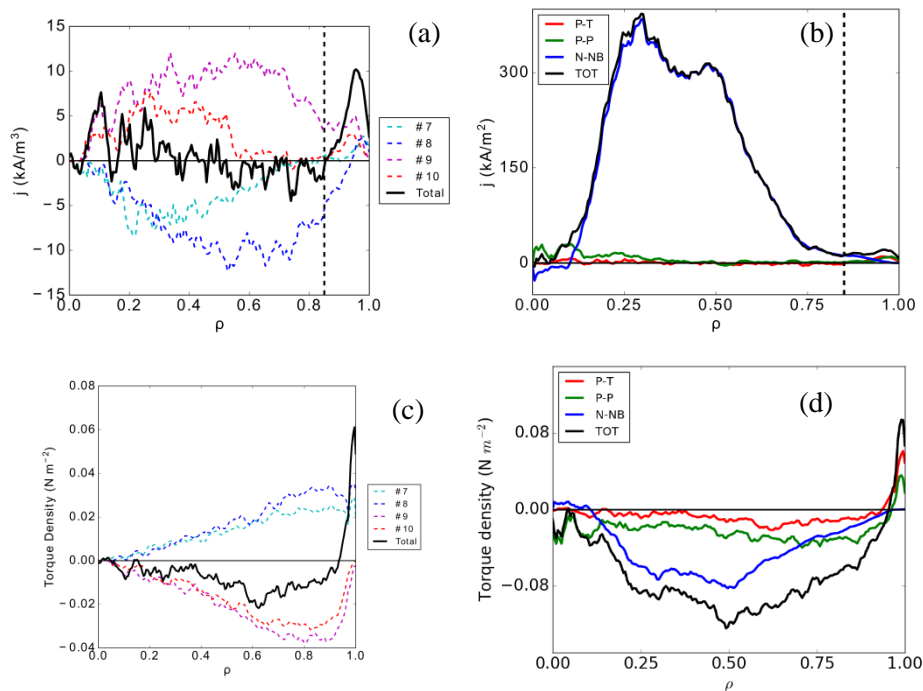 (a)
15
10
5
0
−5
−10
−15
j (kA/m³)
0.0 0.2 0.4 0.6 0.8 1.0
ρ
#7
#8
#9
#10
Total
(b)
P-T
P-P
N-NB
TOT
300
150
0
j (kA/m²)
0.00 0.25 0.50 0.75 1.00
ρ
(c)
0.08
0.06
0.04
0.02
0.00
−0.02
−0.04
Torque Density (N m⁻²)
0.0 0.2 0.4 0.6 0.8 1.0
ρ
#7
#8
#9
#10
Total
(d)
P-T
P-P
N-NB
TOT
0.08
0.00
−0.08
Torque density (N m⁻²)
0.00 0.25 0.50 0.75 1.00
ρ